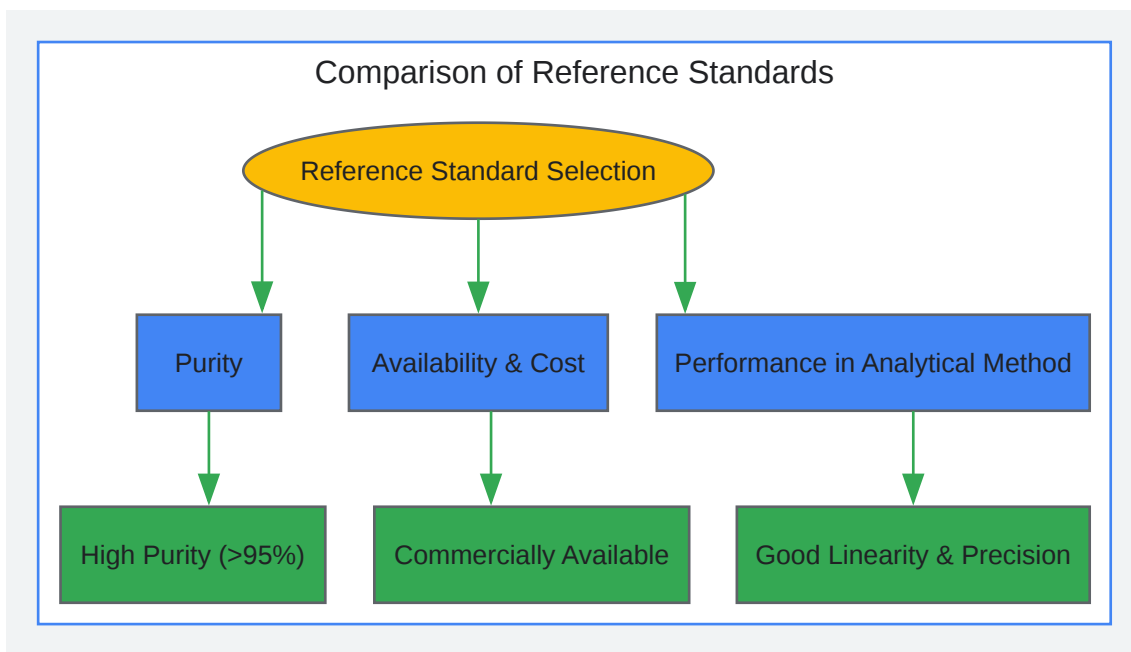 Comparison of Reference Standards
Reference Standard Selection
Purity
Availability & Cost
Performance in Analytical Method
High Purity (>95%)
Commercially Available
Good Linearity & Precision